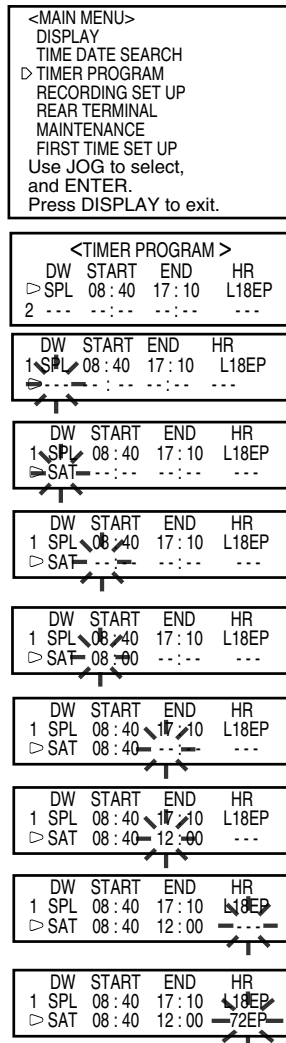 <MAIN MENU>
DISPLAY
TIME DATE SEARCH
TIMER PROGRAM
RECORDING SET UP
REAR TERMINAL
MAINTENANCE
FIRST TIME SET UP
Use JOG to select,
and ENTER.
Press DISPLAY to exit.
<TIMER PROGRAM >
DW START END HR
SPL 08 : 40 17 : 10 L18EP
2 - - - - - : - - - - : - - - - -
DW START END HR
1 SPL 08 : 40 17 : 10 L18EP
- - - - - : - - - - : - - - - -
DW START END HR
1 SPL 08 : 40 17 : 10 L18EP
SAT - - : - - - - : - - - - -
DW START END HR
1 SPL 08 : 40 17 : 10 L18EP
SAT - - : - - - - : - - - - -
DW START END HR
1 SPL 08 : 40 17 : 10 L18EP
SAT 08 : 00 - - : - - - - -
DW START END HR
1 SPL 08 : 40 17 : 10 L18EP
SAT 08 : 40 - - : - - - - -
DW START END HR
1 SPL 08 : 40 17 : 10 L18EP
SAT 08 : 40 12 : 00 - - -
DW START END HR
1 SPL 08 : 40 17 : 10 L18EP
SAT 08 : 40 12 : 00 - - -
DW START END HR
1 SPL 08 : 40 17 : 10 L18EP
SAT 08 : 40 12 : 00 72EP